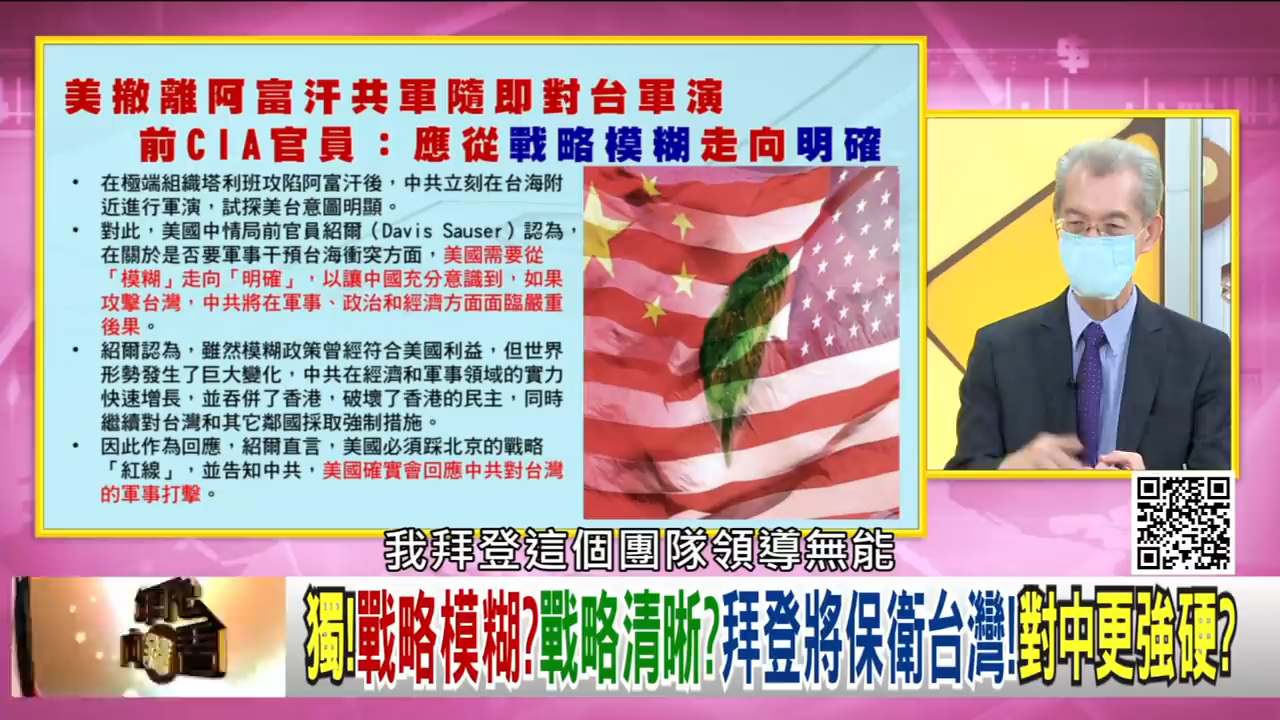 美撤離阿富汗共軍隨即對台軍演
前CIA官員：應從戰略模糊走向明確
• 在極端組織塔利班攻陷阿富汗後，中共立刻在台海附
近進行軍演，試探美台意圖明顯。
• 對此，美國中情局前官員紹爾（Davis Sauser）認為，
在關於是否要軍事干預台海衝突方面，美國需要從
「模糊」走向「明確」，以讓中國充分意識到，如果
攻擊台灣，中共將在軍事、政治和經濟方面面臨嚴重
後果。
• 紹爾認為，雖然模糊政策曾經符合美國利益，但世界
形勢發生了巨大變化，中共在經濟和軍事領域的實力
快速增長，並吞併了香港，破壞了香港的民主，同時
繼續對台灣和其它鄰國採取強制措施。
• 因此作為回應，紹爾直言，美國必須踩北京的戰略
「紅線」，並告知中共，美國確實會回應中共對台灣
的軍事打擊。
我拜登這個團隊領導無能
獨!戰略模糊?戰略清晰?拜登將保衛台灣!對中更強硬?